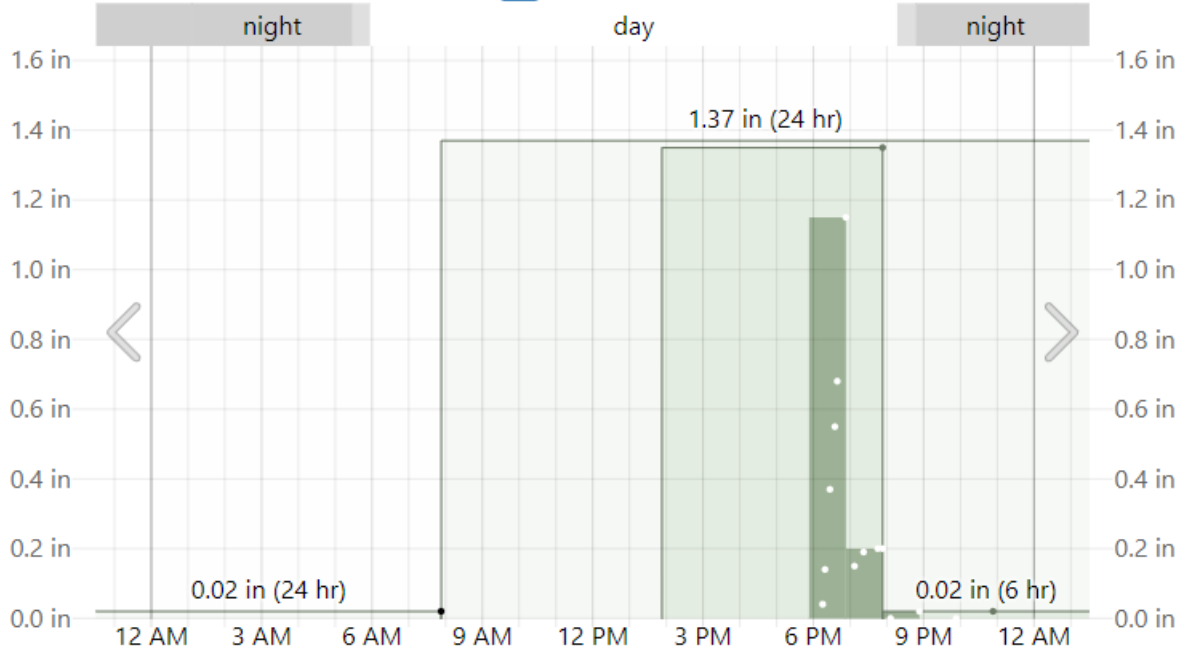 night day night
1.6 in 1.6 in
1.37 in (24 hr)
1.4 in 1.4 in
1.2 in 1.2 in
1.0 in 1.0 in
0.8 in 0.8 in
0.6 in 0.6 in
0.4 in 0.4 in
0.2 in 0.2 in
0.02 in (24 hr) 0.02 in (6 hr)
0.0 in 0.0 in
12 AM 3 AM 6 AM 9 AM 12 PM 3 PM 6 PM 9 PM 12 AM